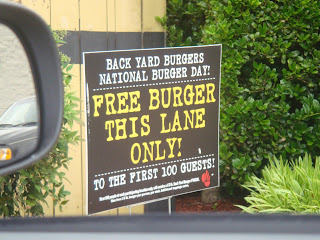 BACK YARD BURGERS
NATIONAL BURGER DAY!
FREE BURGER
THIS LANE
ONLY!
TO THE FIRST 100 GUESTS!